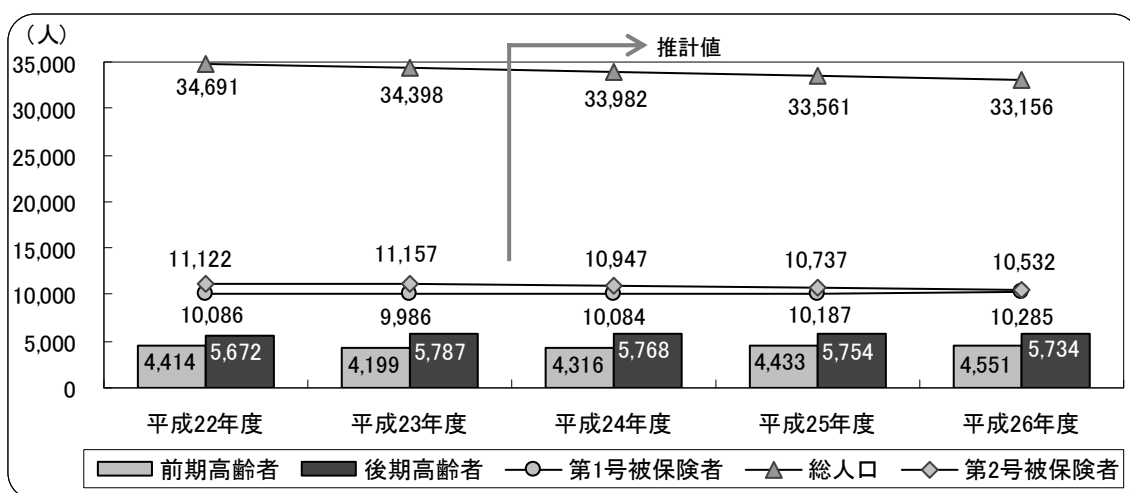 （人）
推計値
35,000
34,691 34,398 33,982 33,561 33,156
30,000
25,000
20,000
15,000
11,122 11,157 10,947 10,737 10,532
10,000
10,086 9,986 10,084 10,187 10,285
5,000
4,414 5,672 4,199 5,787 4,316 5,768 4,433 5,754 4,551 5,734
0
平成22年度 平成23年度 平成24年度 平成25年度 平成26年度
前期高齢者 後期高齢者 第1号被保険者 総人口 第2号被保険者